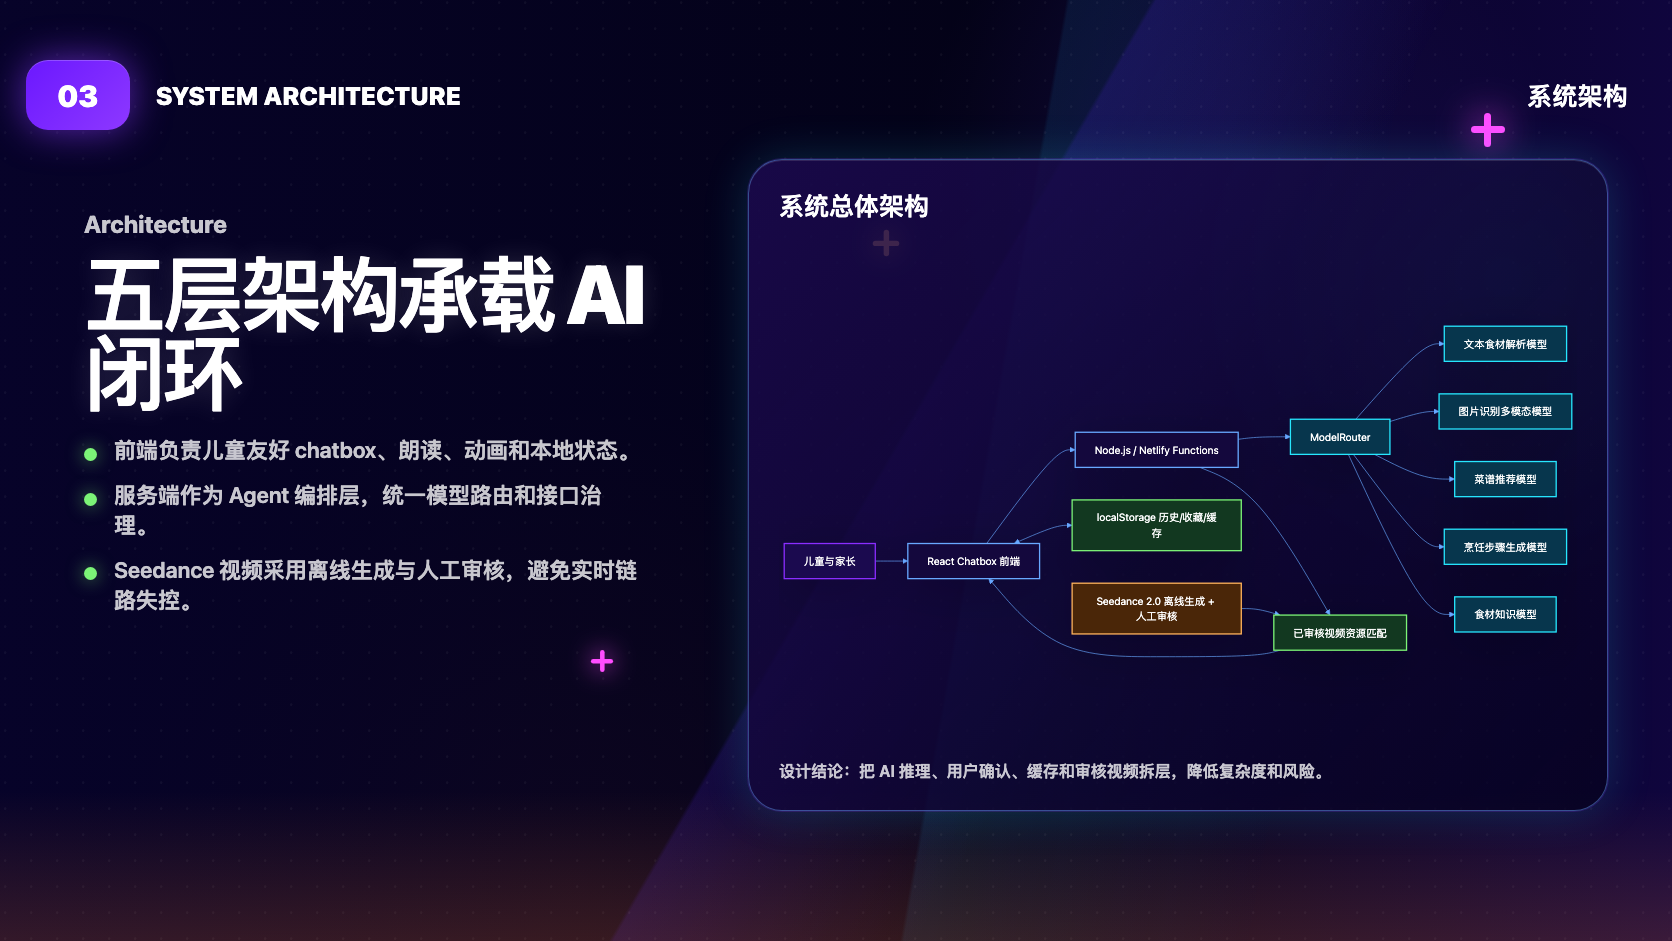 03
SYSTEM ARCHITECTURE
系统架构
Architecture
五层架构承载 AI
闭环
前端负责儿童友好 chatbox、朗读、动画和本地状态。
服务端作为 Agent 编排层，统一模型路由和接口治
理。
Seedance 视频采用离线生成与人工审核，避免实时链
路失控。
系统总体架构
儿童与家长
React Chatbox 前端
Node.js / Netlify Functions
localStorage 历史/收藏/缓
存
Seedance 2.0 离线生成 +
人工审核
ModelRouter
已审核视频资源匹配
文本食材解析模型
图片识别多模态模型
菜谱推荐模型
烹饪步骤生成模型
食材知识模型
设计结论：把 AI 推理、用户确认、缓存和审核视频拆层，降低复杂度和风险。